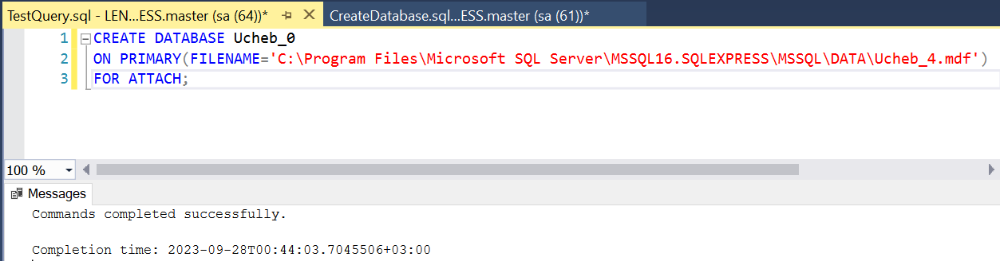 TestQuery.sql - LEN...ESS.master (sa (64))* CreateDatabase.sql...ESS.master (sa (61))*
1 CREATE DATABASE Ucheb_0
2 ON PRIMARY(FILENAME='C:\Program Files\Microsoft SQL Server\MSSQL16.SQLEXPRESS\MSSQL\DATA\Ucheb_4.mdf')
3 FOR ATTACH;
100 %
Messages
Commands completed successfully.
Completion time: 2023-09-28T00:44:03.7045506+03:00